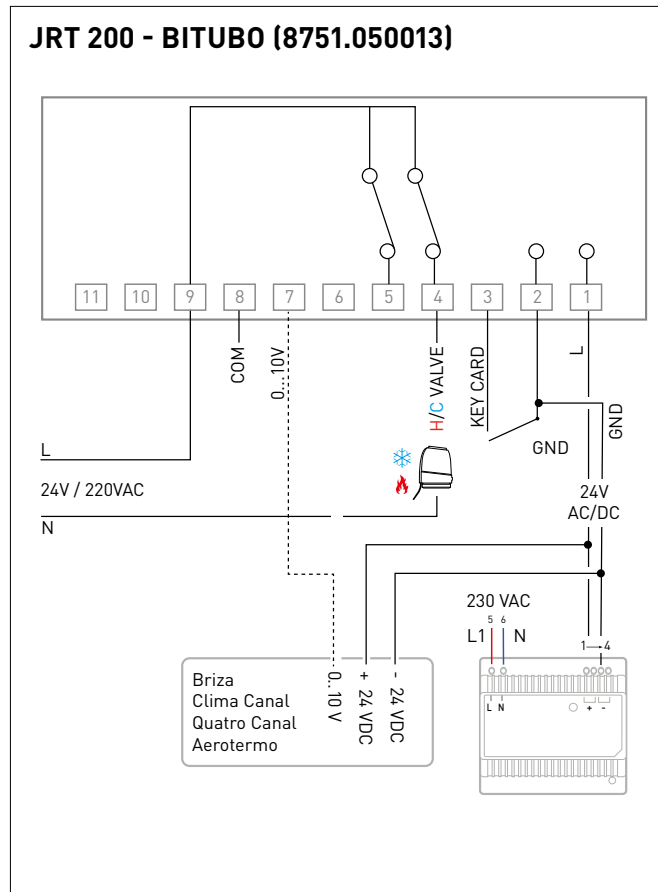 JRT 200 - BITUBO (8751.050013)
11 10 9 8 7 6 5 4 3 2 1
COM
0...10V
H/C VALVE
KEY CARD
L
GND
GND
L
24V / 220VAC
N
24V
AC/DC
230 VAC
5 6
L1 N
1→4
L N
+ -
Briza
Clima Canal
Quatro Canal
Aerotermo
0..10 V
+ 24 VDC
- 24 VDC